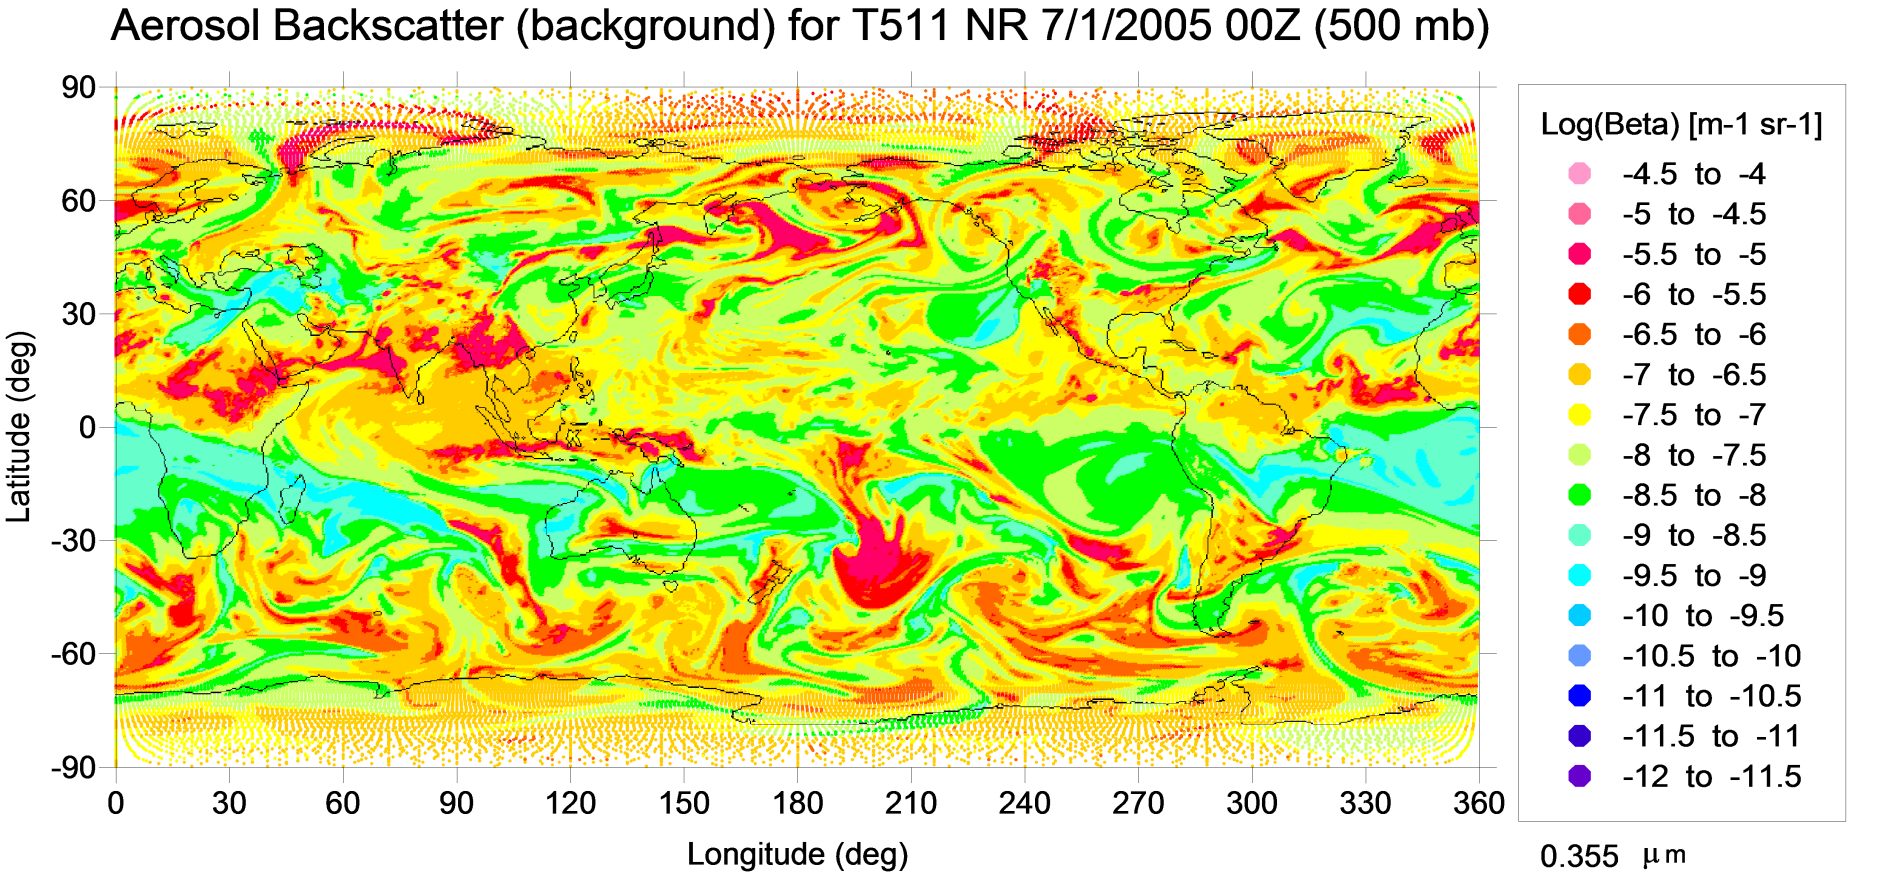 Aerosol Backscatter (background) for T511 NR 7/1/2005 00Z (500 mb)
Latitude (deg)
90
60
30
0
-30
-60
-90
0 30 60 90 120 150 180 210 240 270 300 330 360
Longitude (deg)
Log(Beta) [m-1 sr-1]
-4.5 to -4
-5 to -4.5
-5.5 to -5
-6 to -5.5
-6.5 to -6
-7 to -6.5
-7.5 to -7
-8 to -7.5
-8.5 to -8
-9 to -8.5
-9.5 to -9
-10 to -9.5
-10.5 to -10
-11 to -10.5
-11.5 to -11
-12 to -11.5
0.355 μm